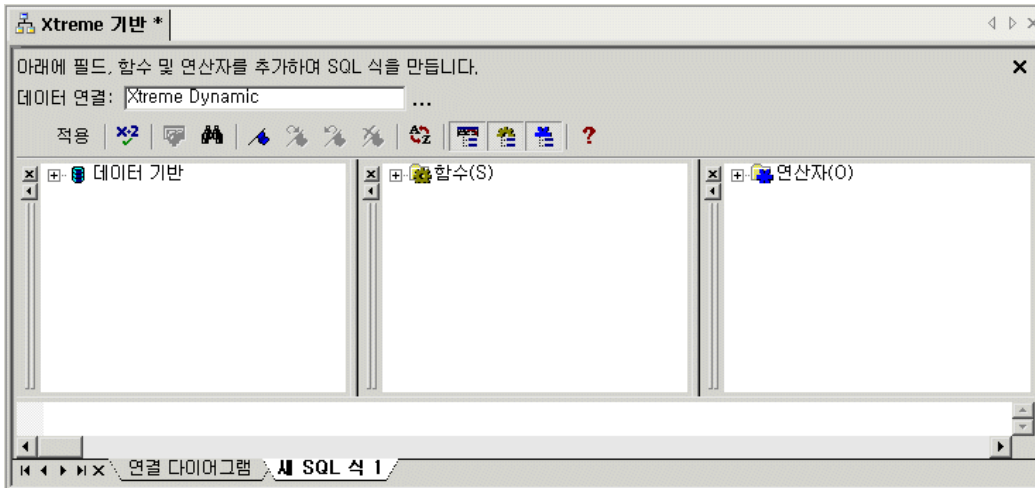 Xtreme 기반 *
아래에 필드, 함수 및 연산자를 추가하여 SQL 식을 만듭니다.
데이터 연결: Xtreme Dynamic ...
적용 x+2 A Z ?
데이터 기반 함수(S) 연산자(O)
연결 다이어그램 새 SQL 식 1